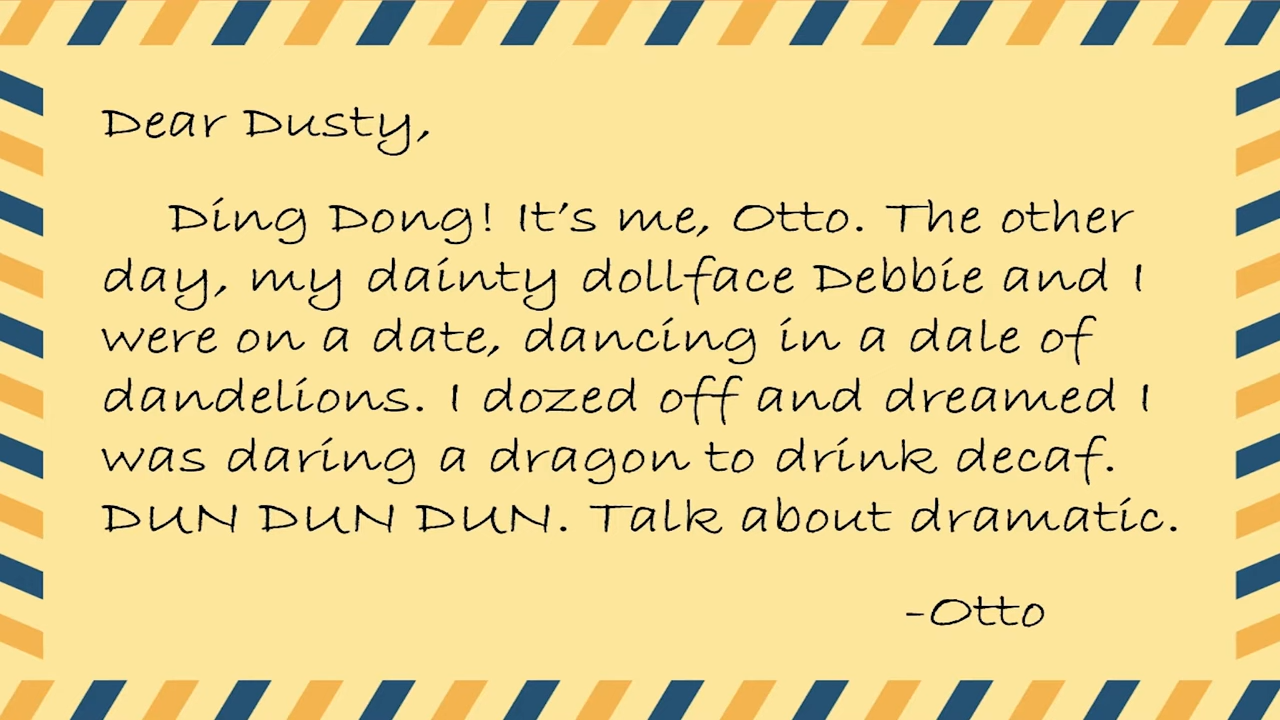 Dear Dusty,
Ding Dong! It's me, Otto. The other
day, my dainty dollface Debbie and I
were on a date, dancing in a dale of
dandelions. I dozed off and dreamed I
was daring a dragon to drink decaf.
DUN DUN DUN. Talk about dramatic.
-Otto